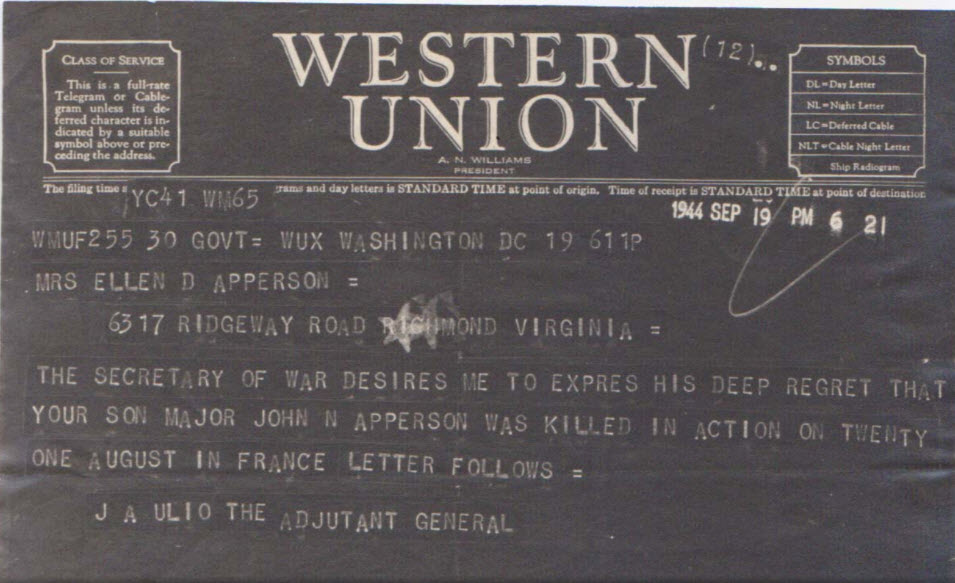 CLASS OF SERVICE
This is a full-rate
Telegram or Cable-
gram unless its de-
ferred character is in-
dicated by a suitable
symbol above or pre-
ceding the address.
WESTERN
UNION
A. N. WILLIAMS
PRESIDENT
(12)..
SYMBOLS
DL=Day Letter
NL=Night Letter
LC=Deferred Cable
NLT=Cable Night Letter
Ship Radiogram
The filing time grams and day letters is STANDARD TIME at point of origin. Time of receipt is STANDARD TIME at point of destination
YC41 WM65
1944 SEP 19 PM 6 21
WMUF255 30 GOVT= WUX WASHINGTON DC 19 611P
MRS ELLEN D APPERSON =
6317 RIDGEWAY ROAD RICHMOND VIRGINIA =
THE SECRETARY OF WAR DESIRES ME TO EXPRES HIS DEEP REGRET THAT
YOUR SON MAJOR JOHN N APPERSON WAS KILLED IN ACTION ON TWENTY
ONE AUGUST IN FRANCE LETTER FOLLOWS =
J A ULIO THE ADJUTANT GENERAL